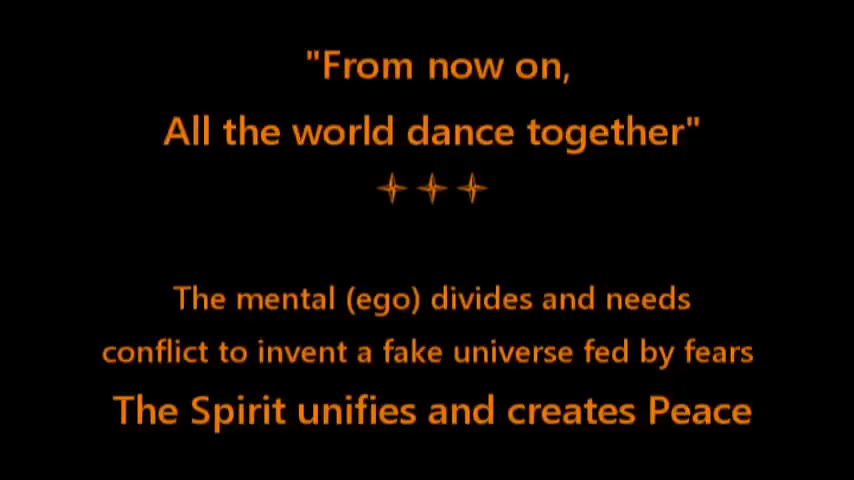 "From now on,
All the world dance together"
The mental (ego) divides and needs
conflict to invent a fake universe fed by fears
The Spirit unifies and creates Peace